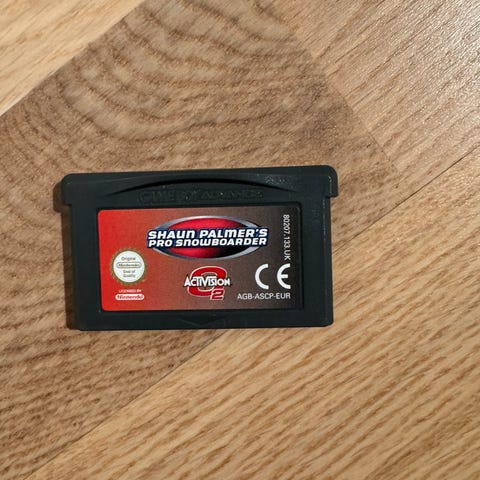 GAME BOY ADVANCE
SHAUN PALMER'S
PRO SNOWBOARDER
80207.133.UK
Original
Nintendo
Seal of
Quality
LICENSED BY
Nintendo
ACTIVISION
O2
CE
AGB-ASCP-EUR